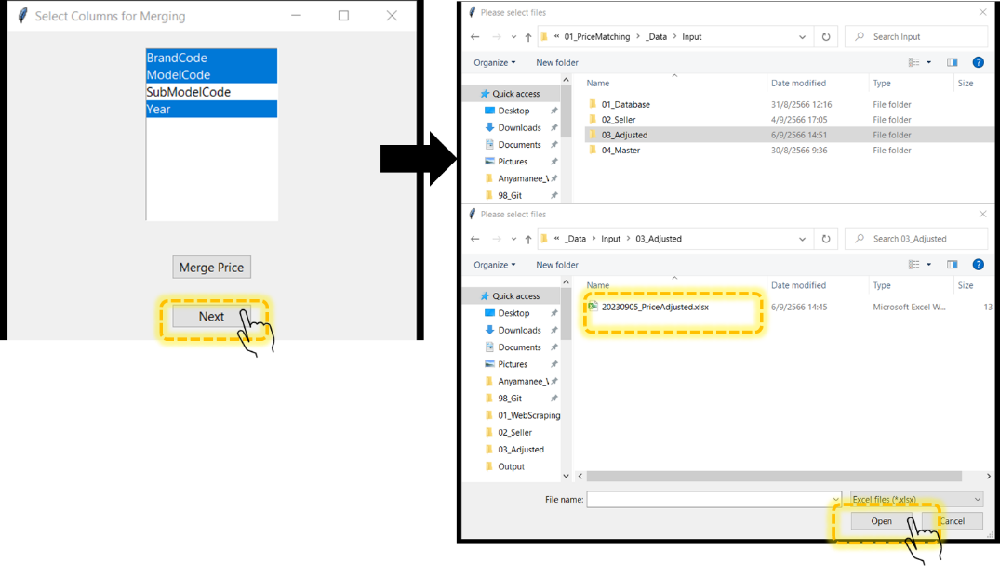 Select Columns for Merging
BrandCode
ModelCode
SubModelCode
Year
Merge Price
Next
Please select files
« 01_PriceMatching > _Data > Input
Search Input
Organize
New folder
Name Date modified Type Size
Quick access
Desktop
Downloads
Documents
Pictures
Anyamanee_
98_Git
01_Database 31/8/2566 12:16 File folder
02_Seller 4/9/2566 17:05 File folder
03_Adjusted 6/9/2566 14:51 File folder
04_Master 30/8/2566 9:36 File folder
Please select files
« _Data > Input > 03_Adjusted
Search 03_Adjusted
Organize
New folder
Name Date modified Type Size
Quick access
Desktop
Downloads
Documents
Pictures
Anyamanee_
98_Git
01_WebScraping
02_Seller
03_Adjusted
Output
20230905_PriceAdjusted.xlsx 6/9/2566 14:45 Microsoft Excel W... 13
File name:
Excel files (*.xlsx)
Open
Cancel